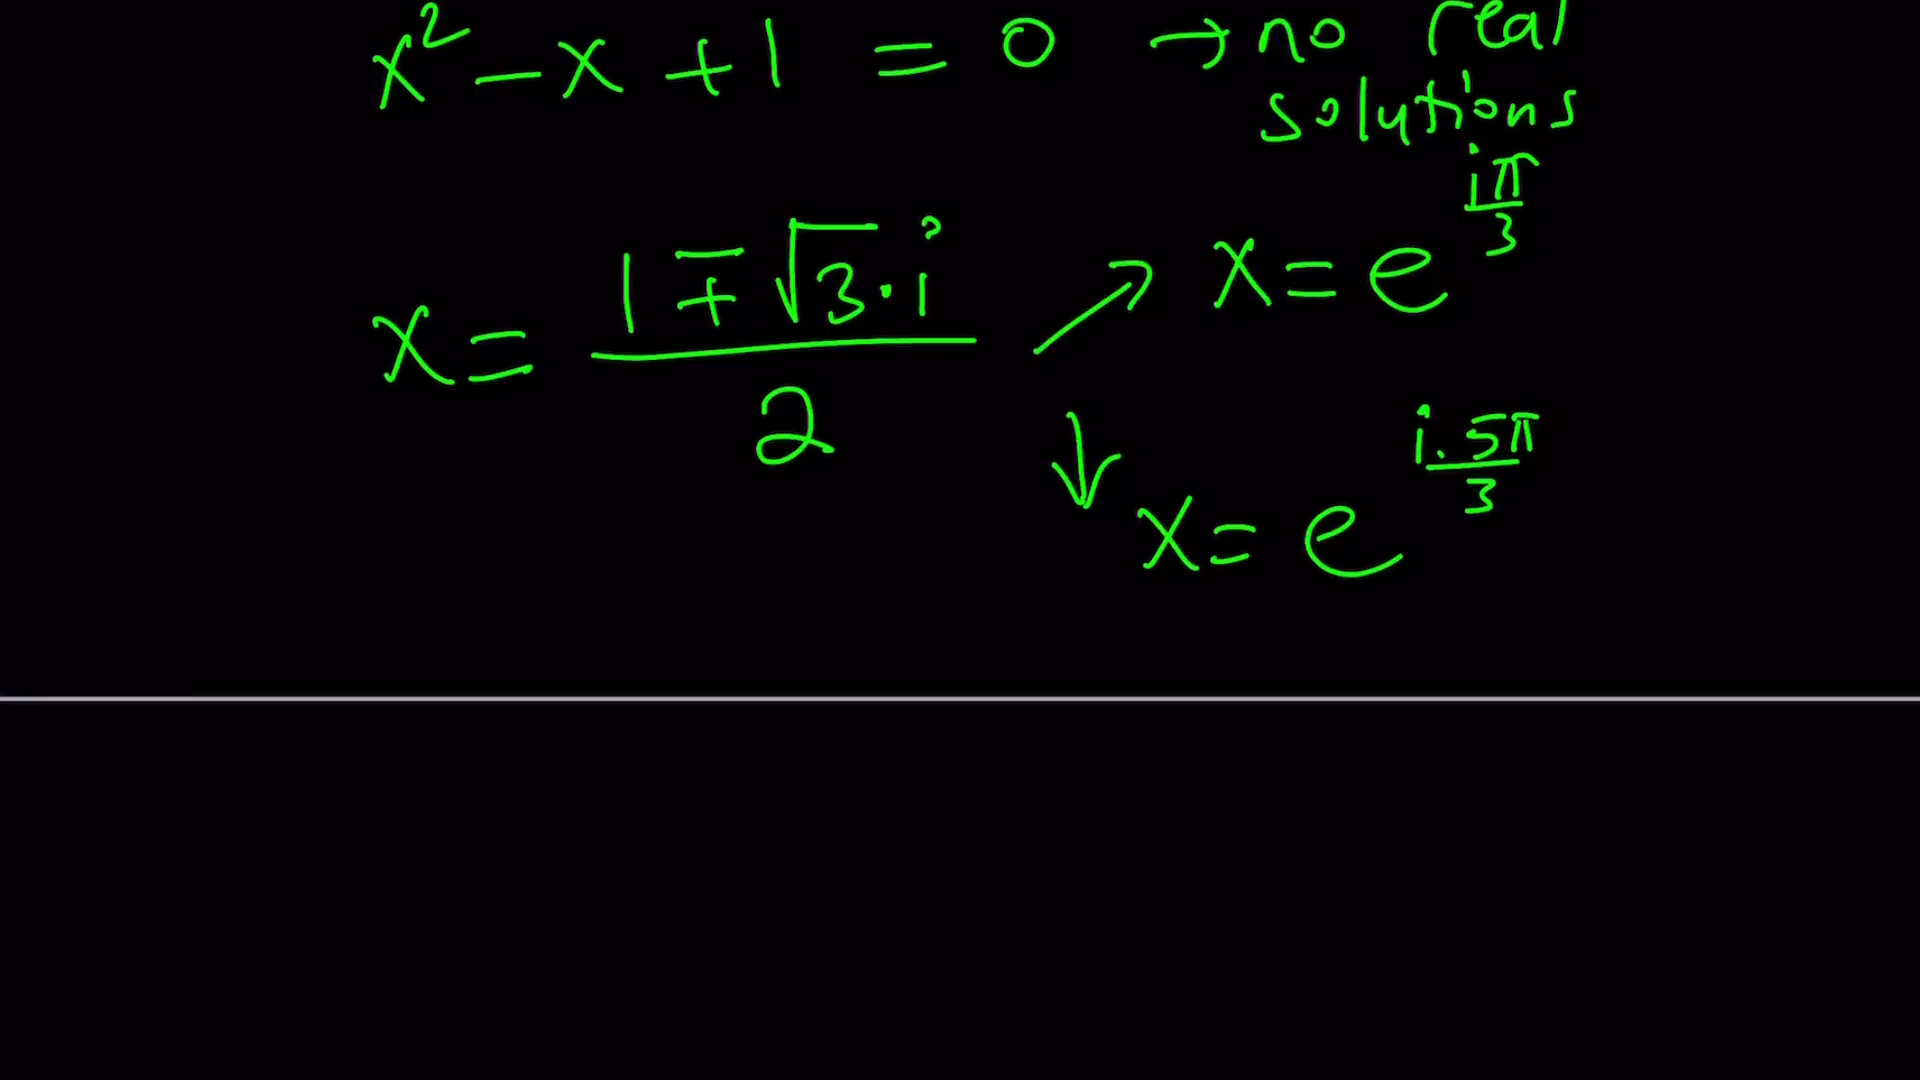 x² - x + 1 = 0 → no real
solutions
x = (1 ∓ √3·i)/2 ↗ x = e^(iπ/3)
↓ x = e^(i·5π/3)